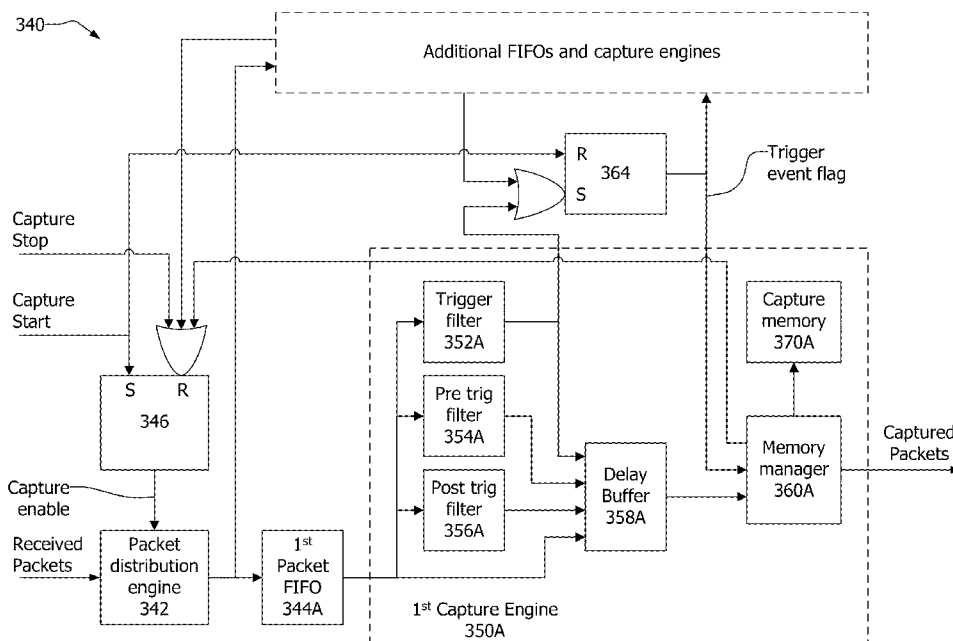 340
Additional FIFOs and capture engines
R
364
S
Trigger
event flag
Capture
Stop
Capture
Start
Trigger
filter
352A
Capture
memory
370A
S R
346
Pre trig
filter
354A
Capture
enable
Post trig
filter
356A
Delay
Buffer
358A
Memory
manager
360A
Captured
Packets
Received
Packets
Packet
distribution
engine
342
1st
Packet
FIFO
344A
1st Capture Engine
350A